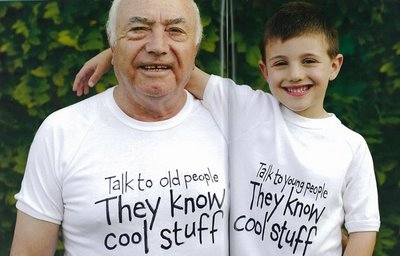 Talk to old people
They know
cool stuff
Talk to young people
They know
cool stuff